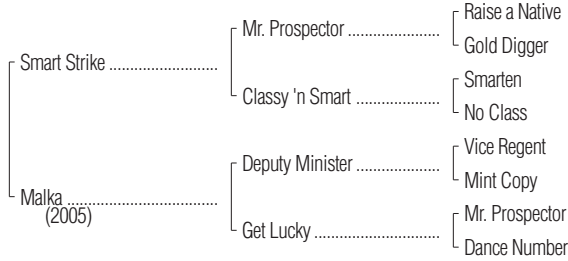 Raise a Native
Mr. Prospector ....................
Gold Digger
Smart Strike ........................
Smarten
Classy 'n Smart ..................
No Class
Vice Regent
Deputy Minister ..................
Mint Copy
Malka .................................
(2005)
Mr. Prospector
Get Lucky ...........................
Dance Number